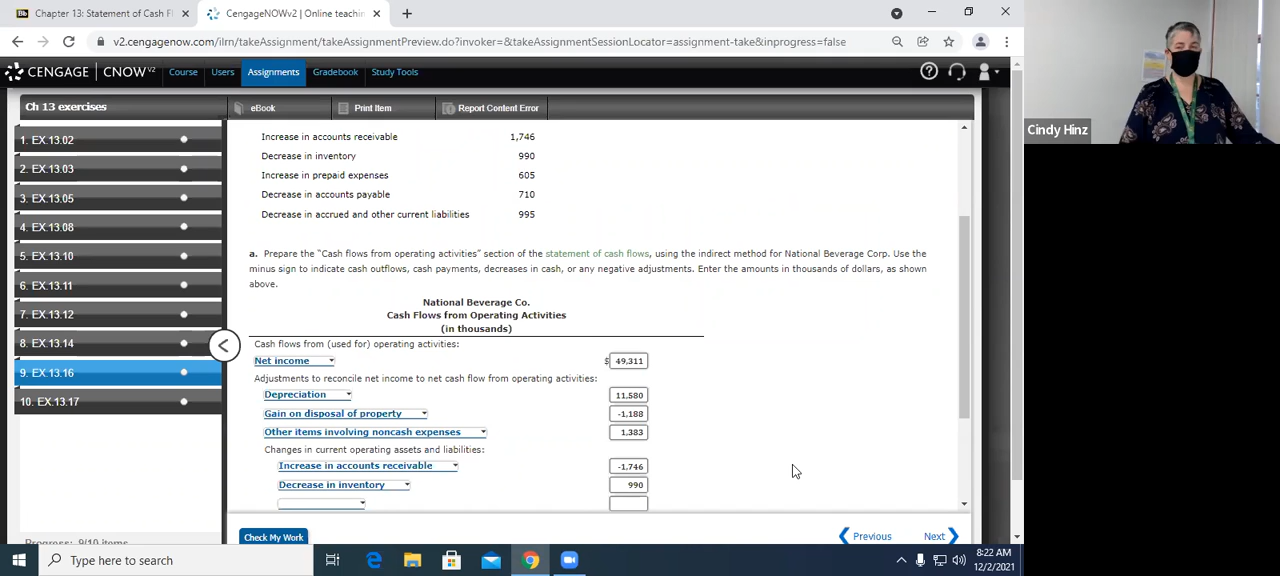 Chapter 13: Statement of Cash F
CengageNOWv2 | Online teachin
v2.cengagenow.com/ilrn/takeAssignment/takeAssignmentPreview.do?invoker=&takeAssignmentSessionLocator=assignment-take&inprogress=false
CENGAGE | CNOWv2 Course Users Assignments Gradebook Study Tools
Ch 13 exercises
eBook Print Item Report Content Error
1. EX.13.02
2. EX.13.03
3. EX.13.05
4. EX.13.08
5. EX.13.10
6. EX.13.11
7. EX.13.12
8. EX.13.14
9. EX.13.16
10. EX.13.17
Progress: 9/10 items
Increase in accounts receivable 1,746
Decrease in inventory 990
Increase in prepaid expenses 605
Decrease in accounts payable 710
Decrease in accrued and other current liabilities 995
a. Prepare the "Cash flows from operating activities" section of the statement of cash flows, using the indirect method for National Beverage Corp. Use the
minus sign to indicate cash outflows, cash payments, decreases in cash, or any negative adjustments. Enter the amounts in thousands of dollars, as shown
above.
National Beverage Co.
Cash Flows from Operating Activities
(in thousands)
Cash flows from (used for) operating activities:
Net income $ 49,311
Adjustments to reconcile net income to net cash flow from operating activities:
Depreciation 11,580
Gain on disposal of property -1,188
Other items involving noncash expenses 1,383
Changes in current operating assets and liabilities:
Increase in accounts receivable -1,746
Decrease in inventory 990
Check My Work
Previous Next
Cindy Hinz
Type here to search
8:22 AM
12/2/2021